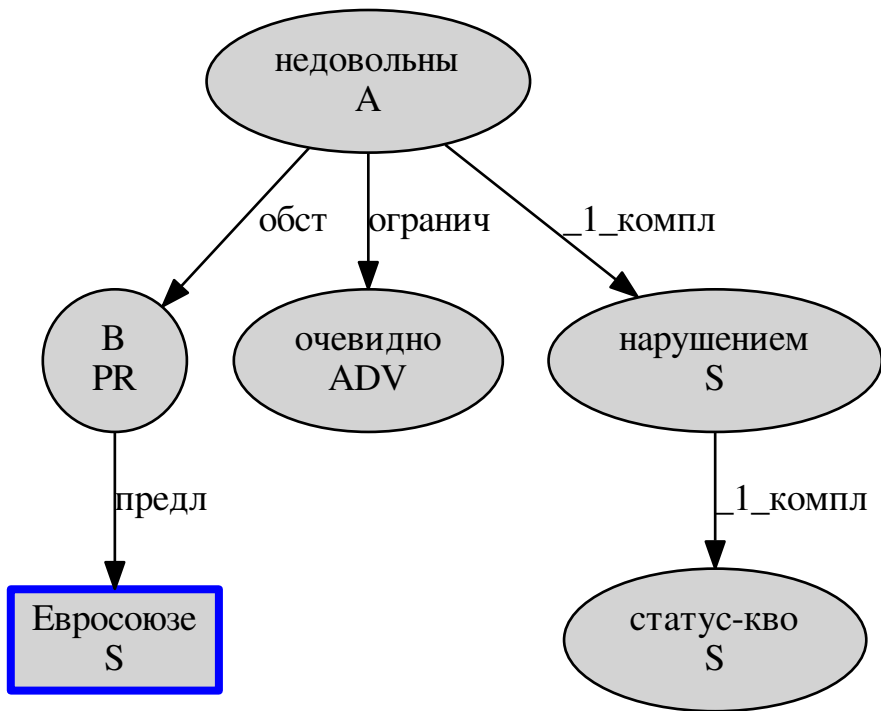 недовольны
A
обст
огранич
_1_компл
В
PR
очевидно
ADV
нарушением
S
предл
_1_компл
Евросоюзе
S
статус-кво
S